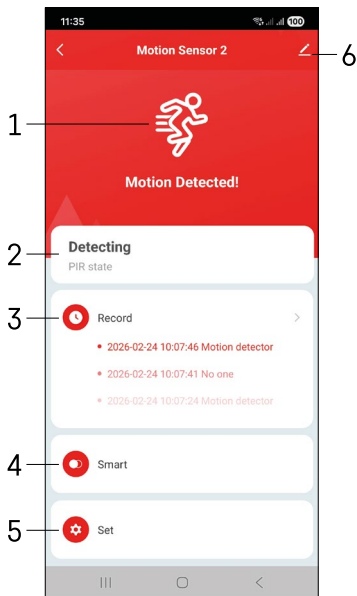 11:35
100
Motion Sensor 2
6
1
Motion Detected!
2
Detecting
PIR state
3
Record
2026-02-24 10:07:46 Motion detector
2026-02-24 10:07:41 No one
2026-02-24 10:07:24 Motion detector
4
Smart
5
Set